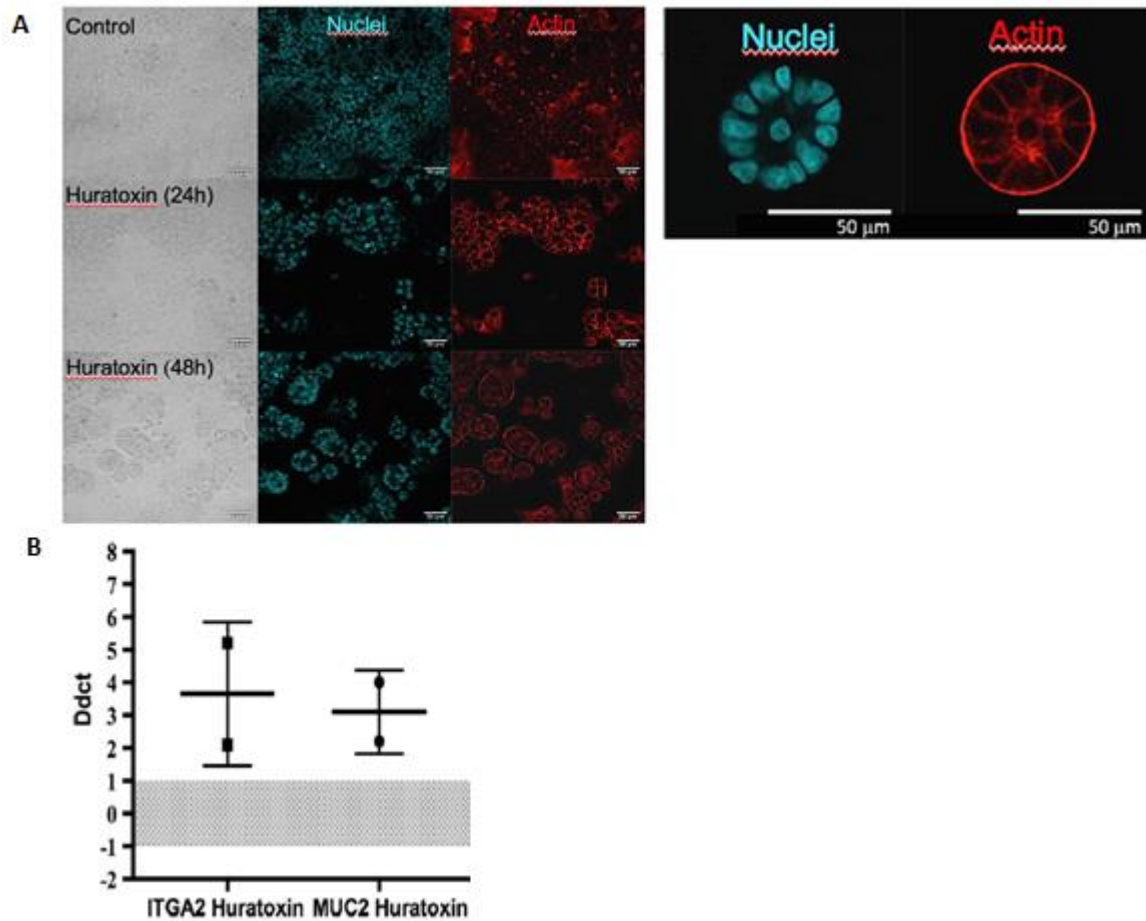 A
Control
Nuclei
Actin
Huratoxin (24h)
Huratoxin (48h)
Nuclei
Actin
50 µm
50 µm
B
8
7
6
5
4
3
2
1
0
-1
-2
Ddct
ITGA2 Huratoxin
MUC2 Huratoxin